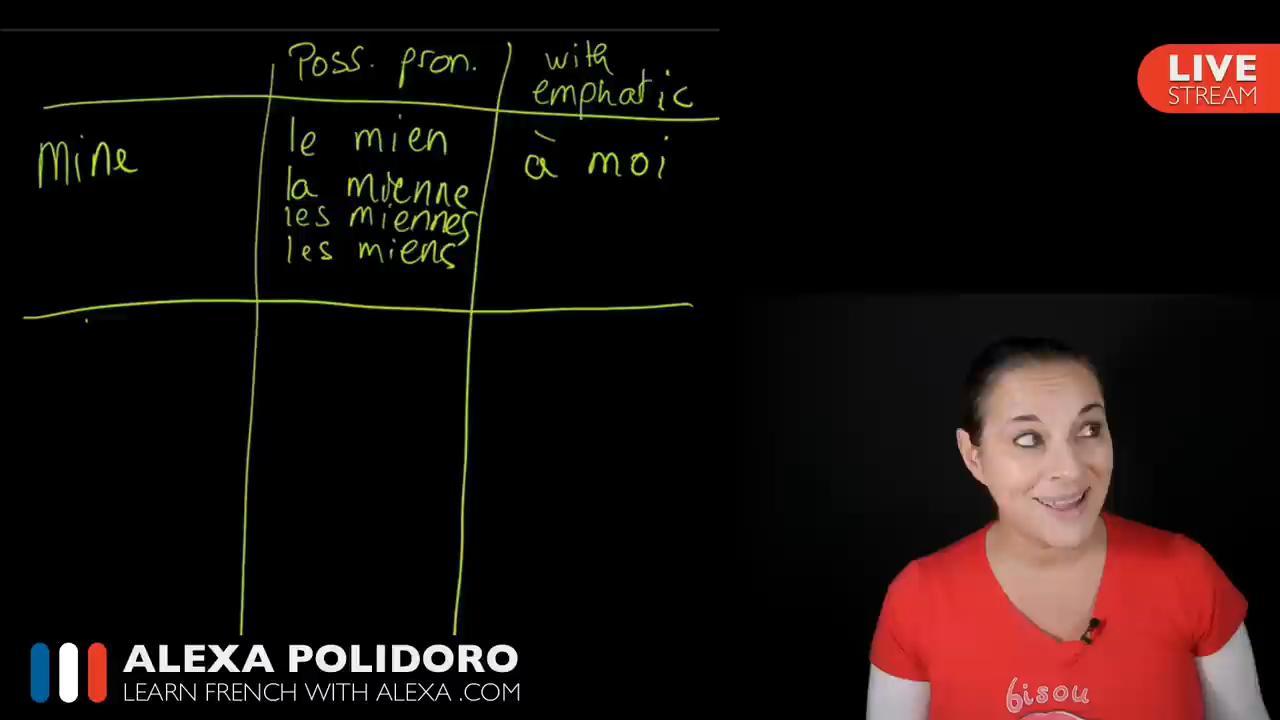 Poss. pron.
with
emphatic
Mine
le mien
la mienne
les miennes
les miens
à moi
LIVE
STREAM
ALEXA POLIDORO
LEARN FRENCH WITH ALEXA .COM
bisou